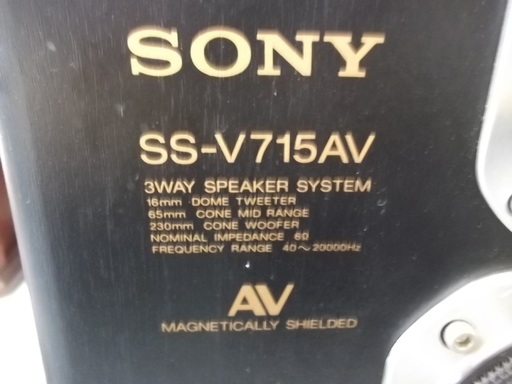 SONY
SS-V715AV
3WAY SPEAKER SYSTEM
16mm DOME TWEETER
65mm CONE MID RANGE
230mm CONE WOOFER
NOMINAL IMPEDANCE 6Ω
FREQUENCY RANGE 40~20000Hz
AV
MAGNETICALLY SHIELDED